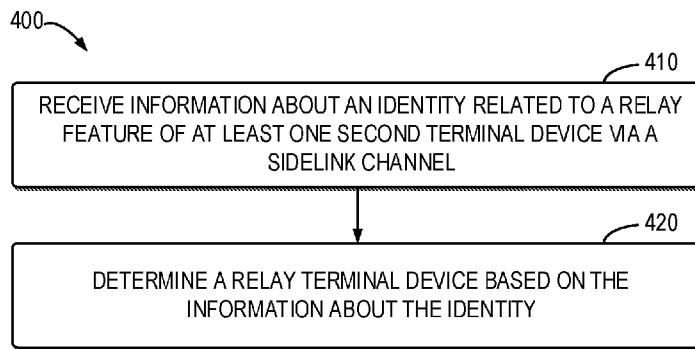 400
410
RECEIVE INFORMATION ABOUT AN IDENTITY RELATED TO A RELAY
FEATURE OF AT LEAST ONE SECOND TERMINAL DEVICE VIA A
SIDELINK CHANNEL
420
DETERMINE A RELAY TERMINAL DEVICE BASED ON THE
INFORMATION ABOUT THE IDENTITY